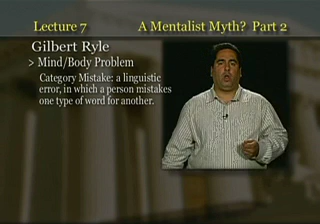 Lecture 7 A Mentalist Myth? Part 2
Gilbert Ryle
> Mind/Body Problem
Category Mistake: a linguistic
error, in which a person mistakes
one type of word for another.